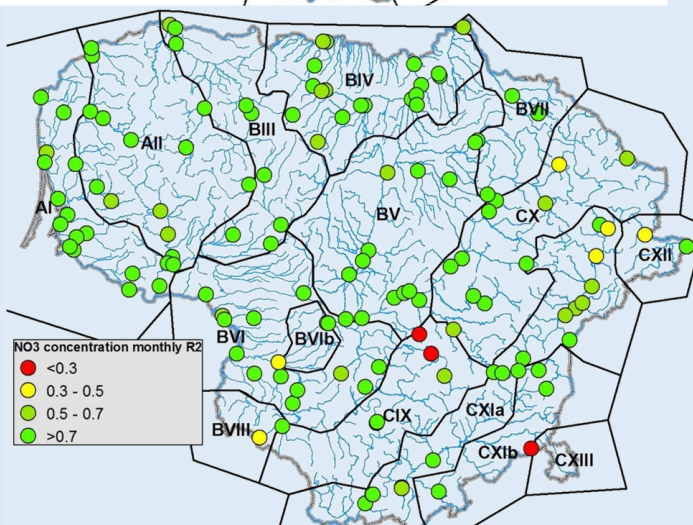 BIV
BVII
BIII
AII
AI
BV
CX
CXII
NO3 concentration monthly R2
<0.3
0.3 - 0.5
0.5 - 0.7
>0.7
BVI
BVIb
BVIII
CIX
CXIa
CXIb
CXIII